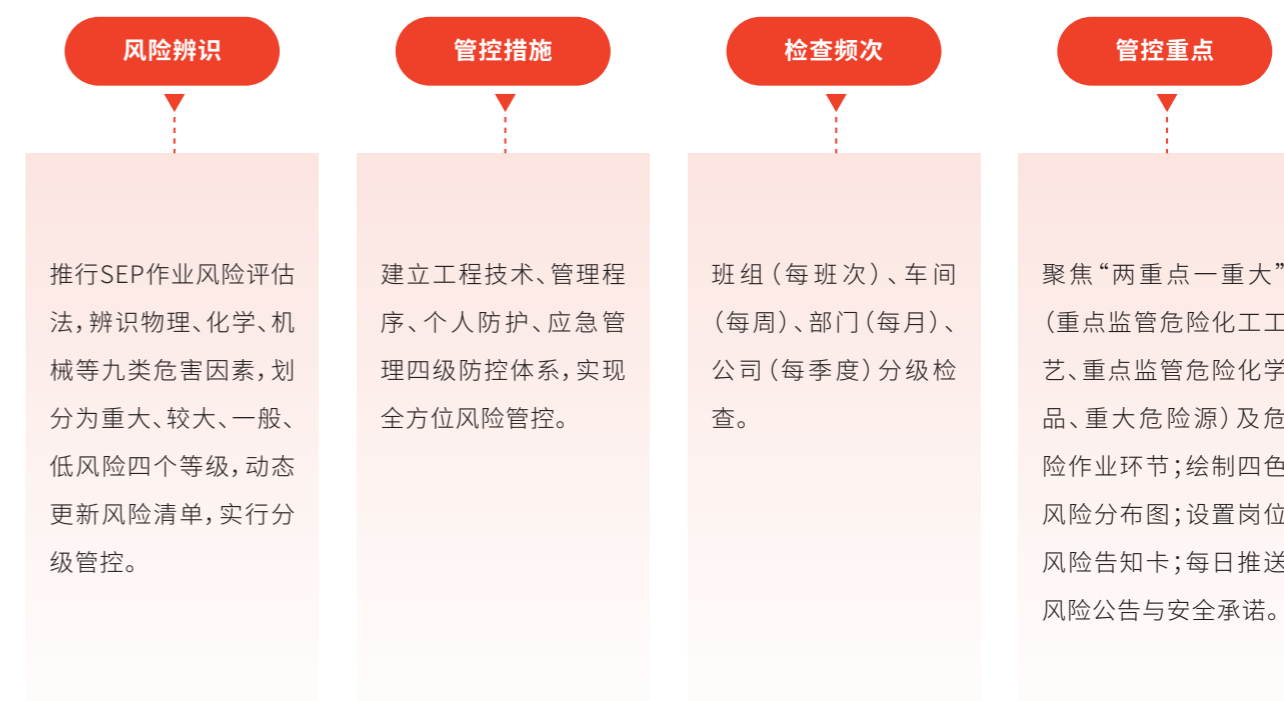 风险辨识
推行SEP作业风险评估
法，辨识物理、化学、机
械等九类危害因素，划
分为重大、较大、一般、
低风险四个等级，动态
更新风险清单，实行分
级管控。
管控措施
建立工程技术、管理程
序、个人防护、应急管
理四级防控体系，实现
全方位风险管控。
检查频次
班组（每班次）、车间
（每周）、部门（每月）、
公司（每季度）分级检
查。
管控重点
聚焦“两重点一重大”
（重点监管危险化工工
艺、重点监管危险化学
品、重大危险源）及危
险作业环节；绘制四色
风险分布图；设置岗位
风险告知卡；每日推送
风险公告与安全承诺。